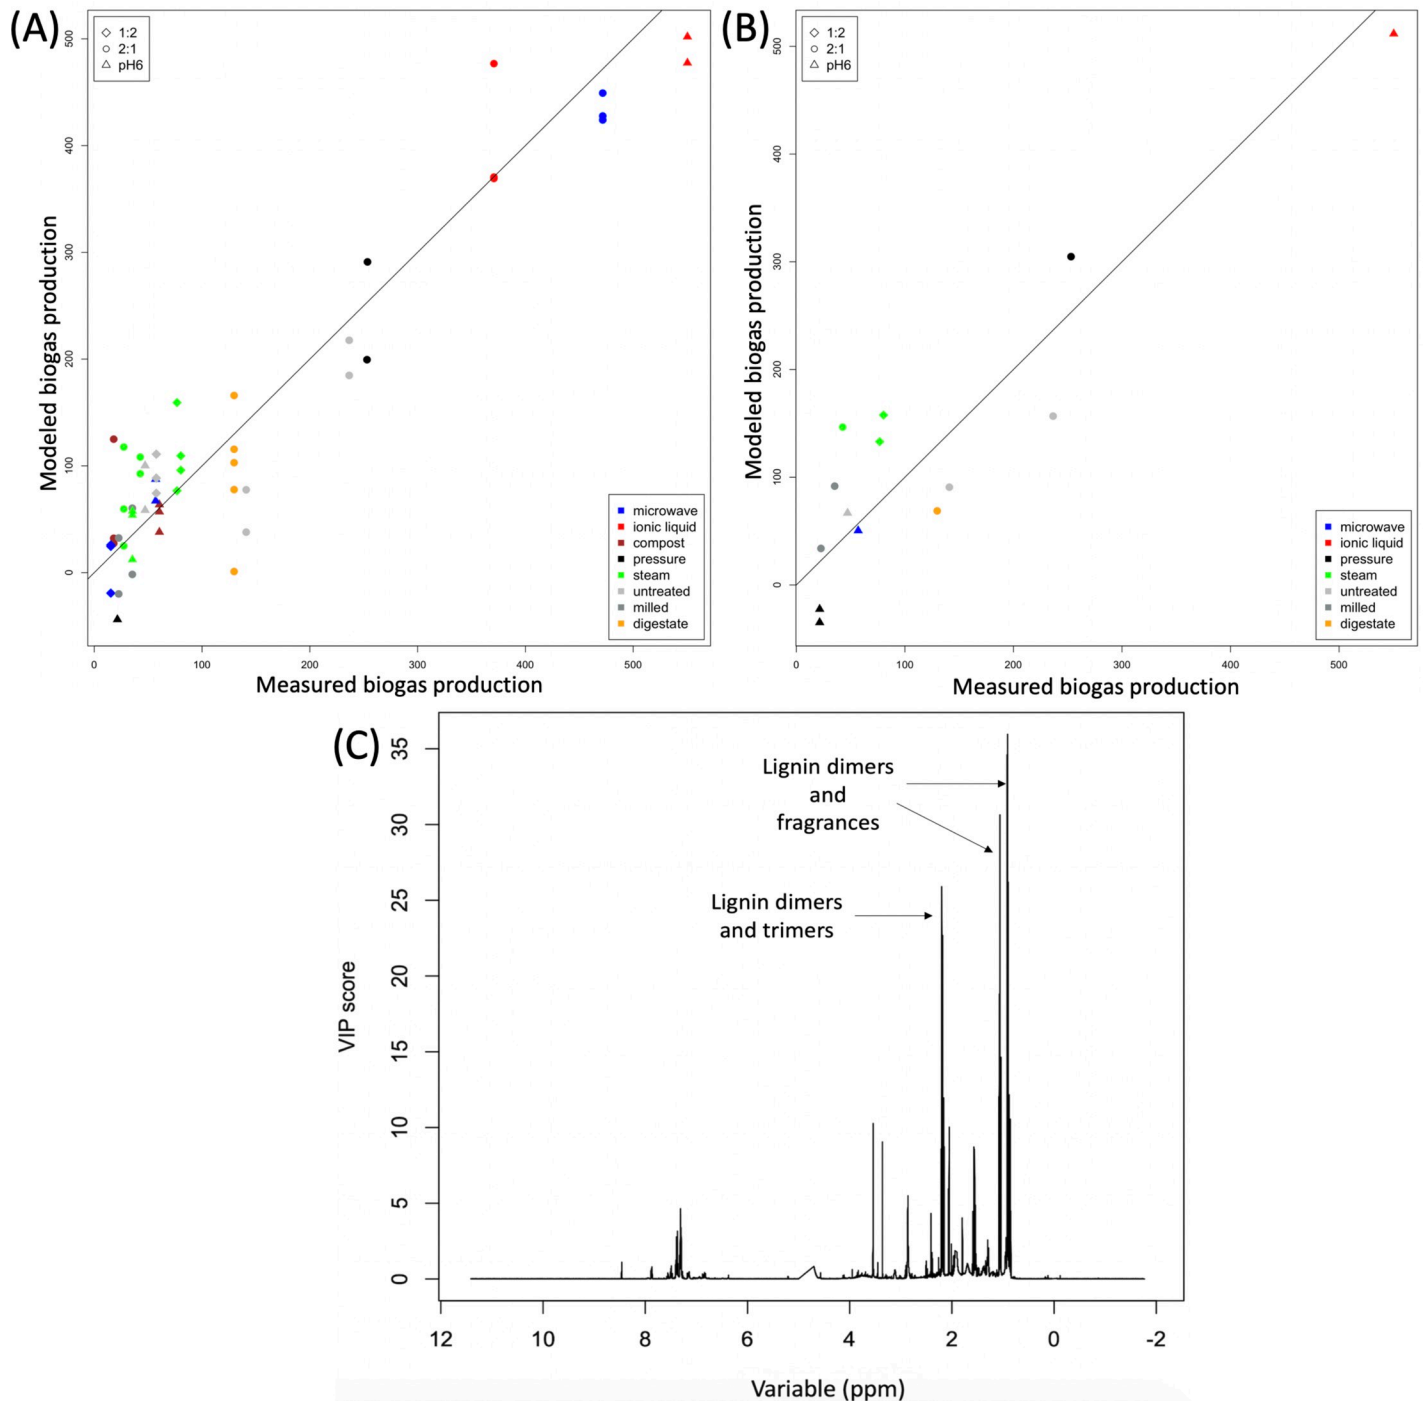 (A)
1:2
2:1
pH6
500
400
300
200
100
0
Modeled biogas production
microwave
ionic liquid
compost
pressure
steam
untreated
milled
digestate
0 100 200 300 400 500
Measured biogas production
(B)
1:2
2:1
pH6
500
400
300
200
100
0
Modeled biogas production
microwave
ionic liquid
pressure
steam
untreated
milled
digestate
0 100 200 300 400 500
Measured biogas production
(C)
35
30
25
20
15
10
5
0
VIP score
Lignin dimers
and
fragrances
Lignin dimers
and trimers
12 10 8 6 4 2 0 -2
Variable (ppm)